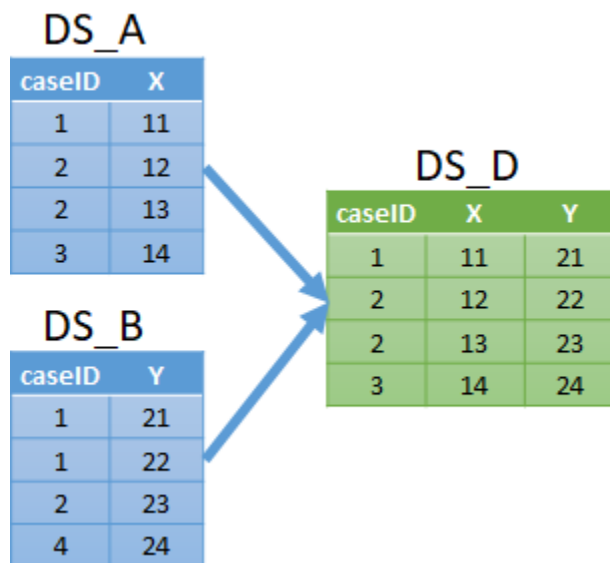 DS_A
caseID X
1 11
2 12
2 13
3 14
DS_B
caseID Y
1 21
1 22
2 23
4 24
DS_D
caseID X Y
1 11 21
2 12 22
2 13 23
3 14 24